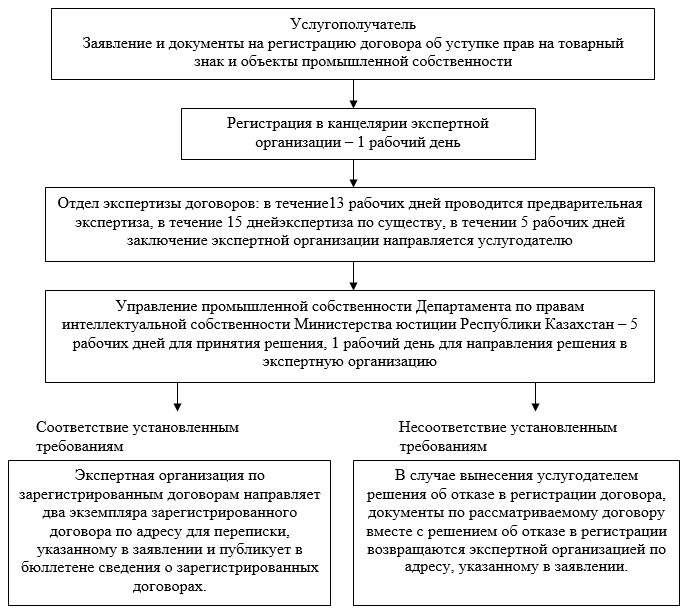 Услугополучатель
Заявление и документы на регистрацию договора об уступке прав на товарный
знак и объекты промышленной собственности
Регистрация в канцелярии экспертной
организации – 1 рабочий день
Отдел экспертизы договоров: в течение13 рабочих дней проводится предварительная
экспертиза, в течение 15 днейэкспертиза по существу, в течении 5 рабочих дней
заключение экспертной организации направляется услугодателю
Управление промышленной собственности Департамента по правам
интеллектуальной собственности Министерства юстиции Республики Казахстан – 5
рабочих дней для принятия решения, 1 рабочий день для направления решения в
экспертную организацию
Соответствие установленным
требованиям
Экспертная организация по
зарегистрированным договорам направляет
два экземпляра зарегистрированного
договора по адресу для переписки,
указанному в заявлении и публикует в
бюллетене сведения о зарегистрированных
договорах.
Несоответствие установленным
требованиям
В случае вынесения услугодателем
решения об отказе в регистрации договора,
документы по рассматриваемому договору
вместе с решением об отказе в регистрации
возвращаются экспертной организацией по
адресу, указанному в заявлении.